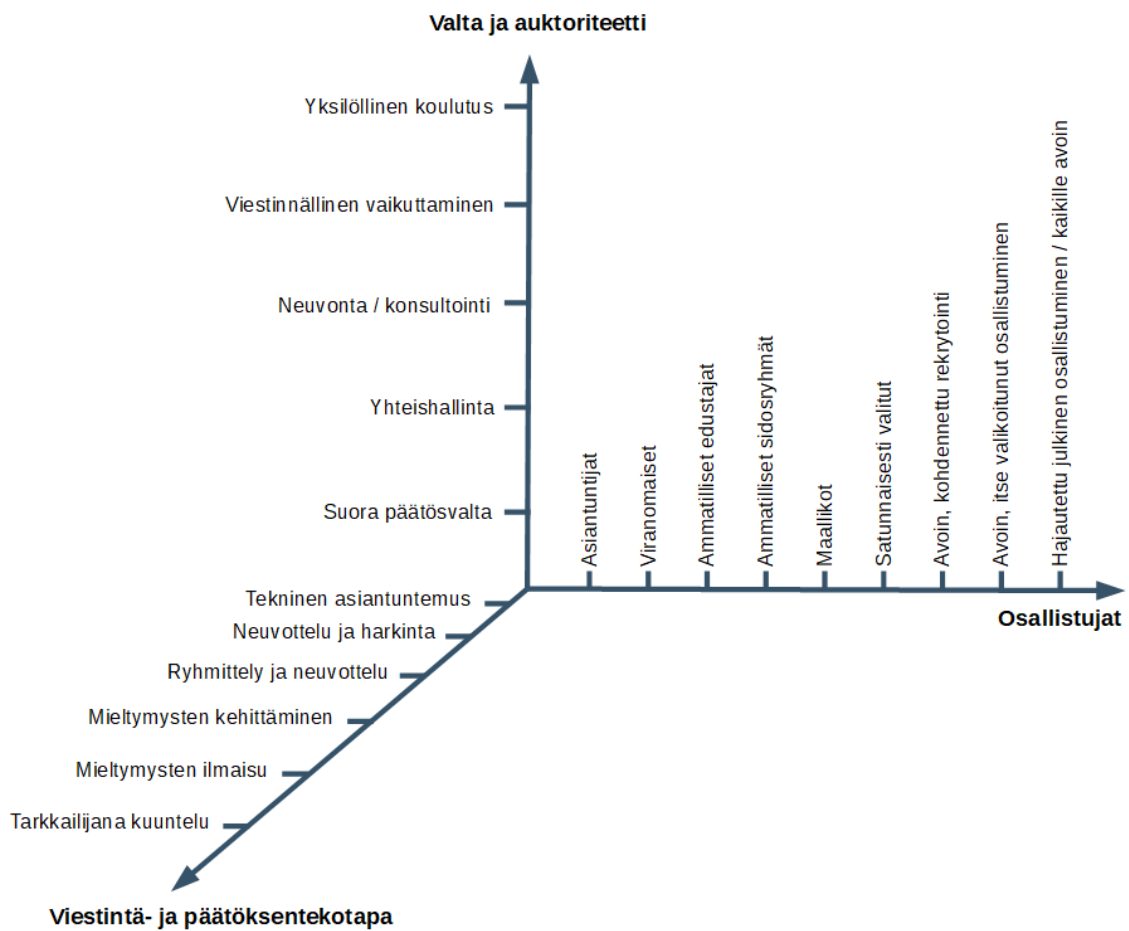 Valta ja auktoriteetti
Yksilöllinen koulutus
Viestinnällinen vaikuttaminen
Neuvonta / konsultointi
Yhteishallinta
Suora päätösvalta
Asiantuntijat
Viranomaiset
Ammatilliset edustajat
Ammatilliset sidosryhmät
Maallikot
Satunnaisesti valitut
Avoin, kohdennettu rekrytointi
Avoin, itse valikoitunut osallistuminen
Hajautettu julkinen osallistuminen / kaikille avoin
Osallistujat
Tekninen asiantuntemus
Neuvottelu ja harkinta
Ryhmittely ja neuvottelu
Mieltymysten kehittäminen
Mieltymysten ilmaisu
Tarkkailijana kuuntelu
Viestintä- ja päätöksentekotapa